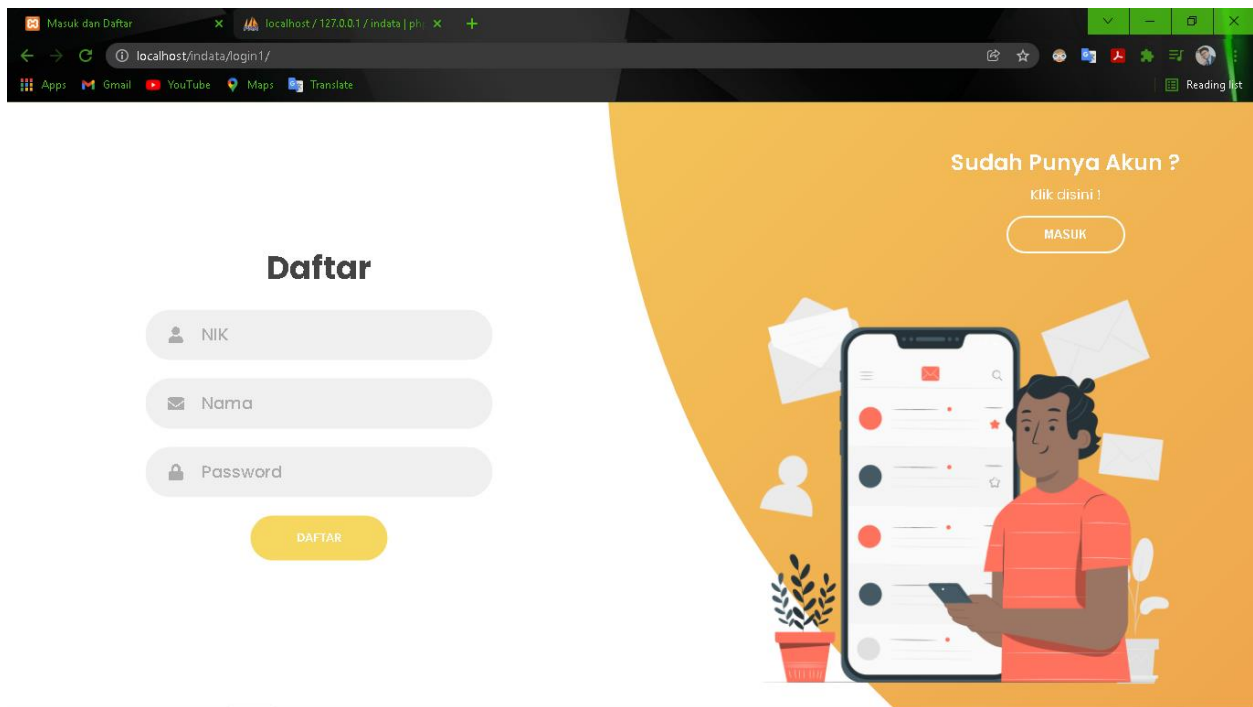 Masuk dan Daftar
localhost / 127.0.0.1 / indata | ph
localhost/indata/login1/
Apps Gmail YouTube Maps Translate
Reading list
Sudah Punya Akun ?
Klik disini !
MASUK
Daftar
NIK
Nama
Password
DAFTAR